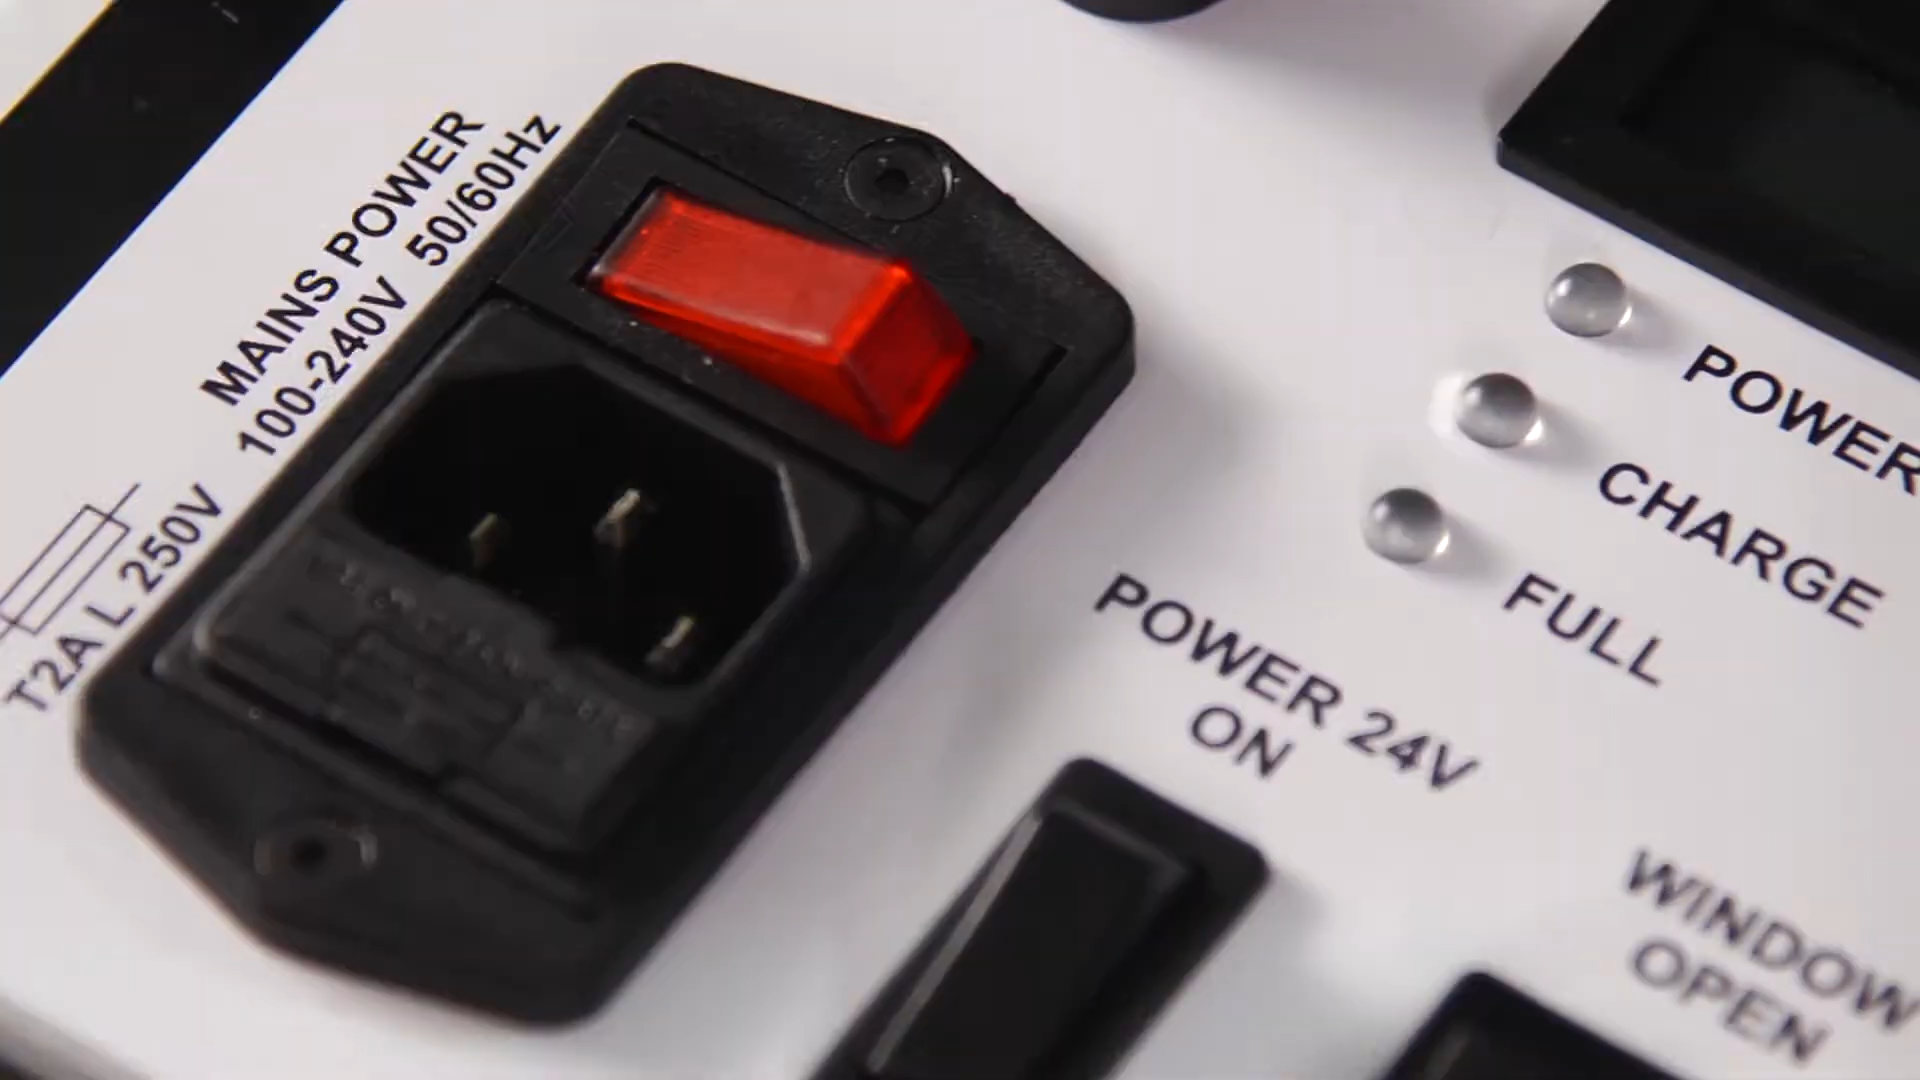 MAINS POWER
100-240V 50/60Hz
T2A L 250V
POWER
CHARGE
FULL
POWER 24V
ON
WINDOW
OPEN